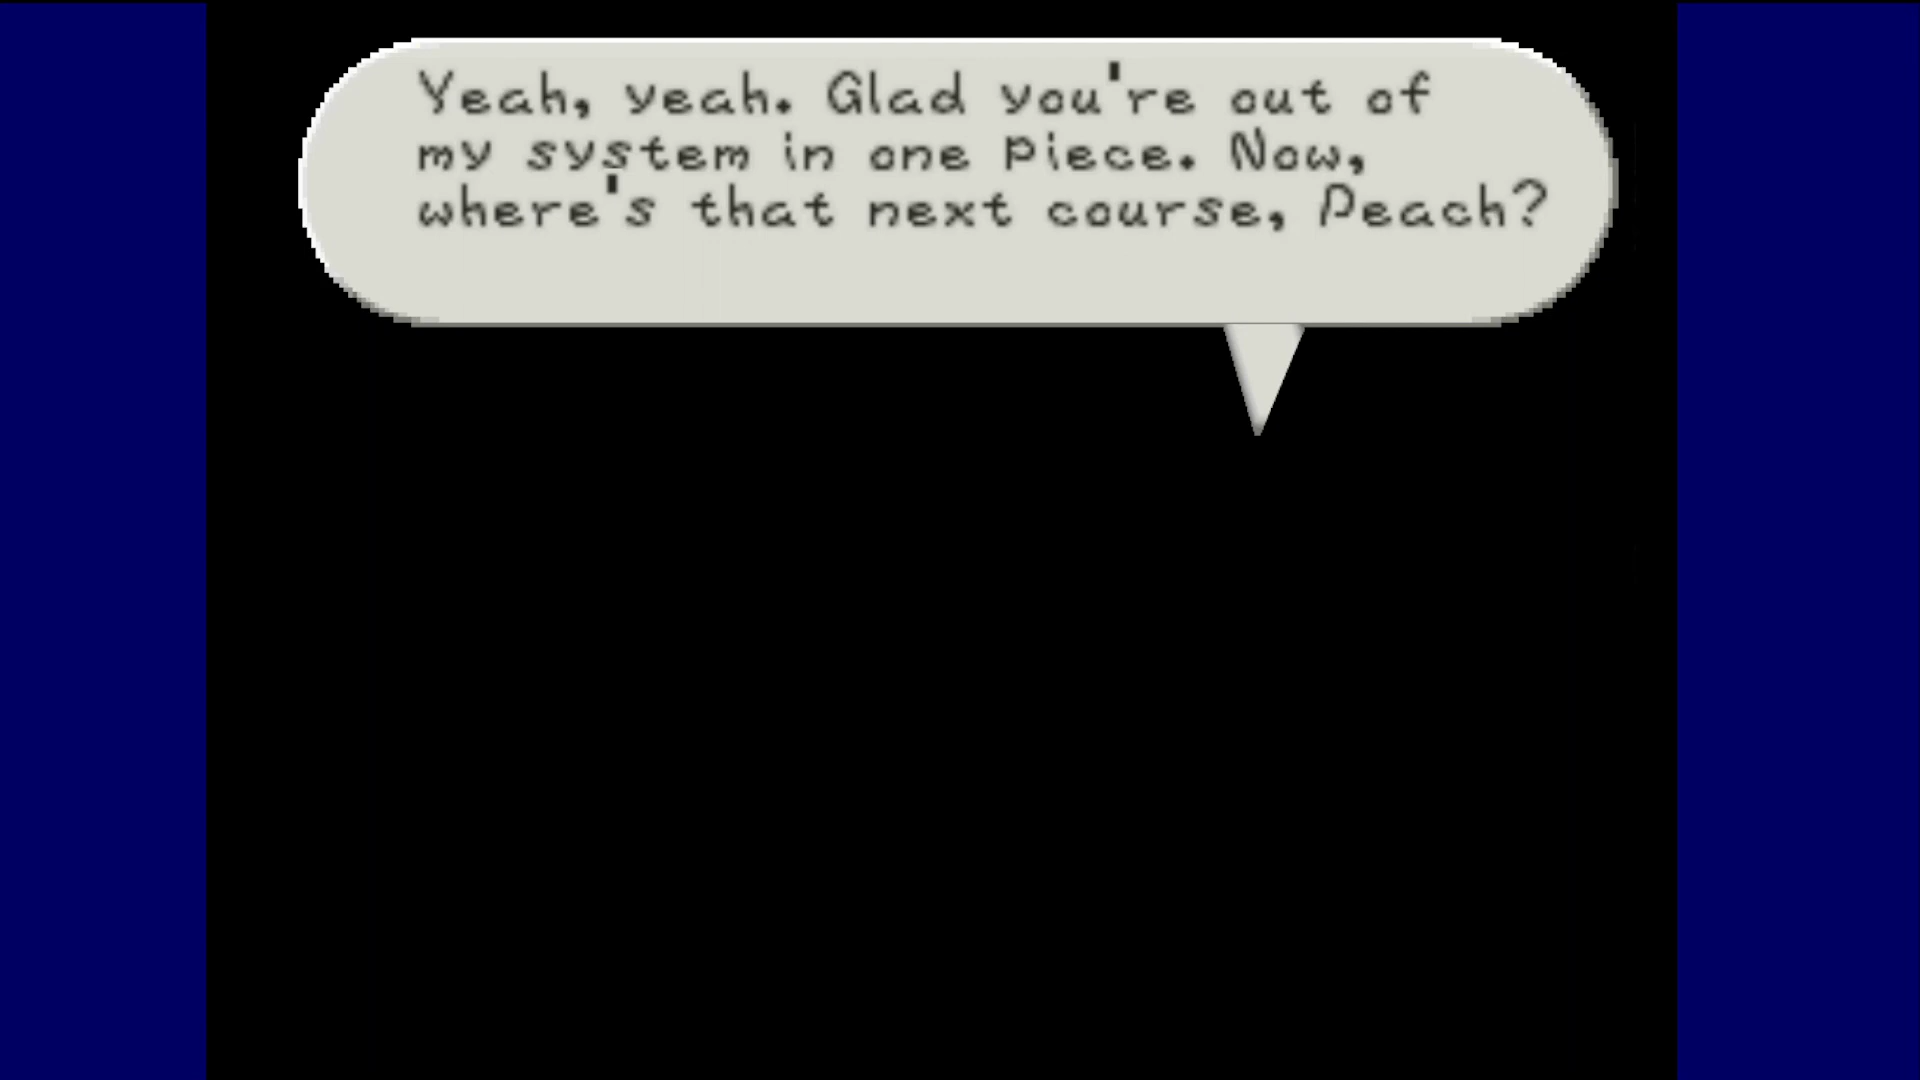 Yeah, yeah. Glad you're out of
my system in one piece. Now,
where's that next course, Peach?